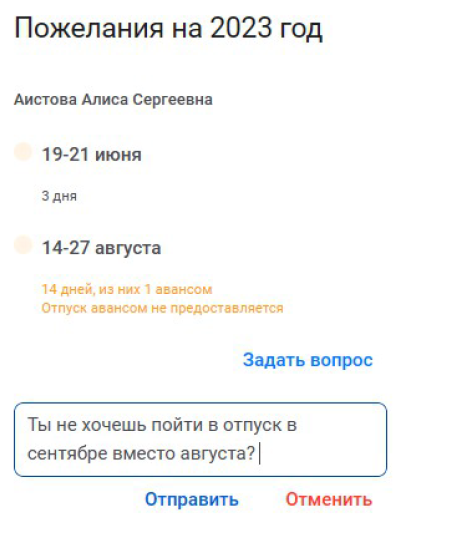 Пожелания на 2023 год
Аистова Алиса Сергеевна
19-21 июня
3 дня
14-27 августа
14 дней, из них 1 авансом
Отпуск авансом не предоставляется
Задать вопрос
Ты не хочешь пойти в отпуск в
сентябре вместо августа?
Отправить Отменить